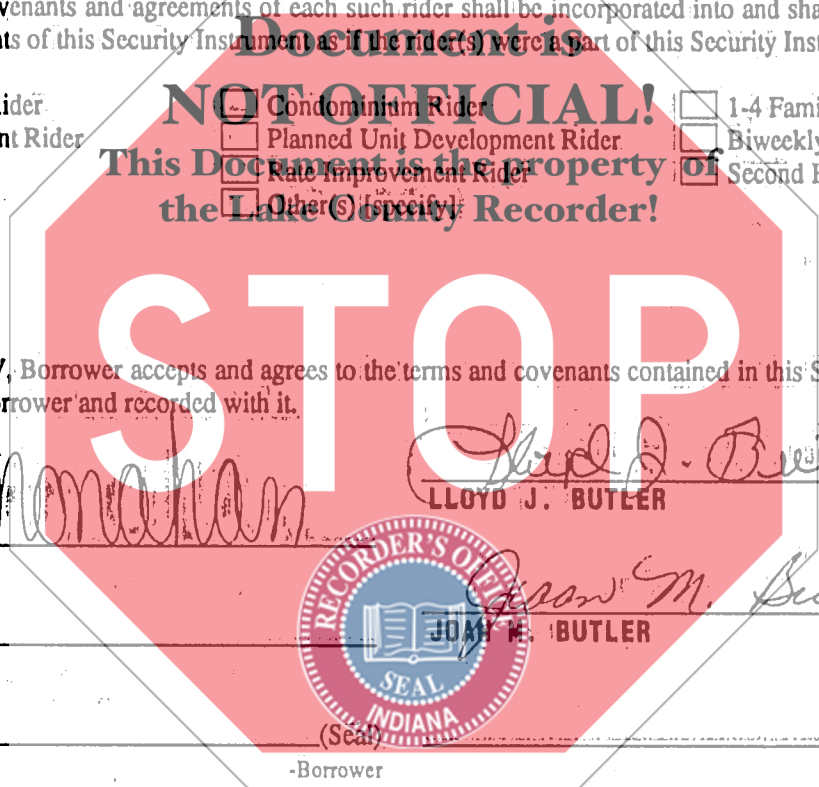 venants and agreements of each such rider shall be incorporated into and sha
ts of this Security Instrument as if the rider(s) were a part of this Security Inst
Document is
NOT OFFICIAL!
This Document is the property of
the Lake County Recorder!
ider
Condominium Rider
1-4 Fami
nt Rider
Planned Unit Development Rider
Biweekly
Rate Improvement Rider
Second
Other(s) [specify]
STOP
, Borrower accepts and agrees to the terms and covenants contained in this S
rrower and recorded with it.
Lloyd J.
LLOYD J. BUTLER
Joan M.
JOAN M. BUTLER
RECORDER'S OFFICE
SEAL
INDIANA
(Seal)
-Borrower